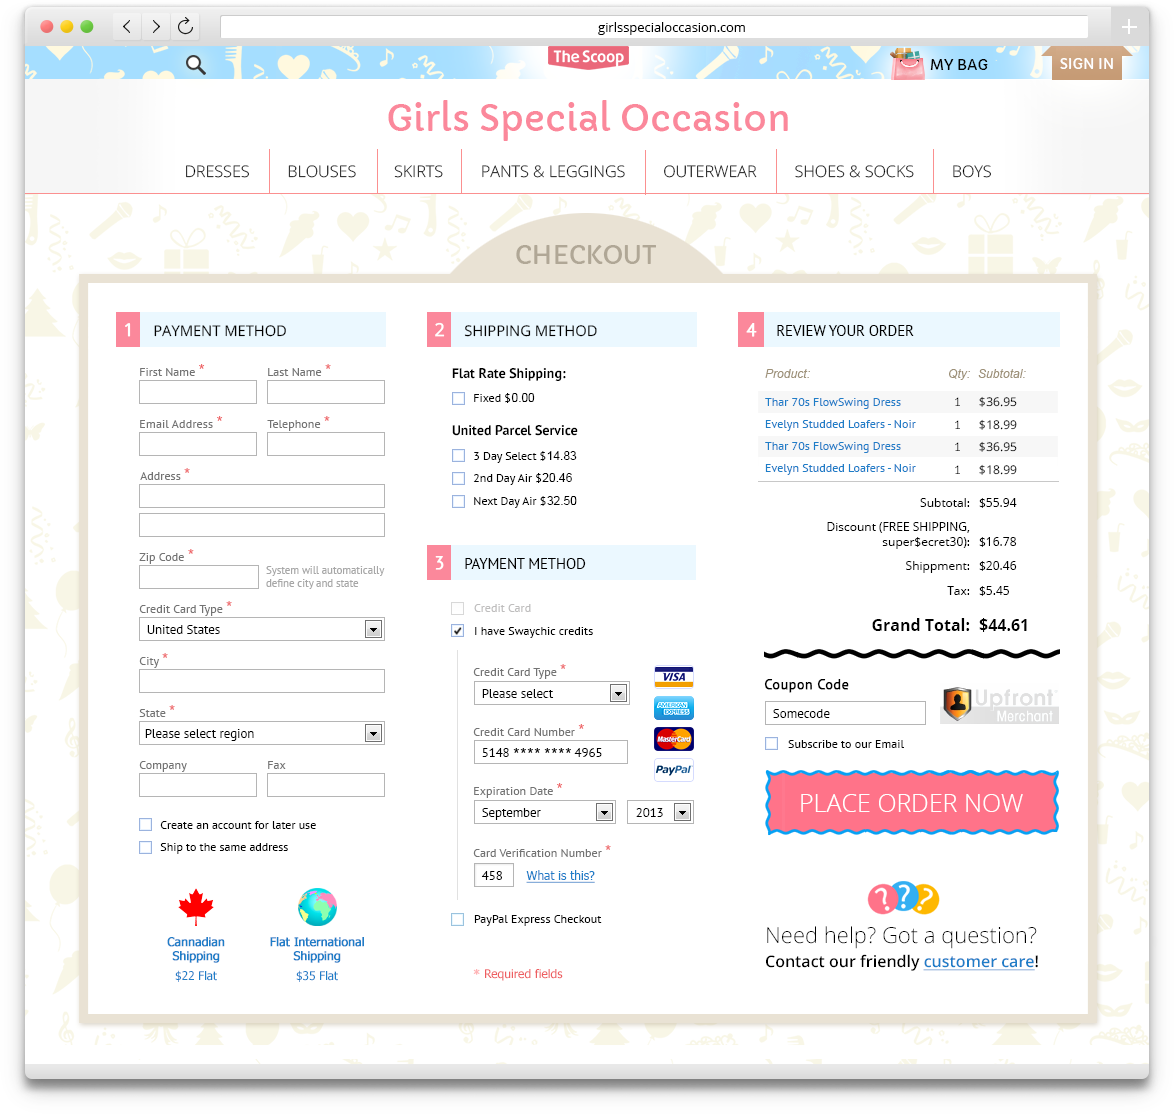 girlsspecialoccasion.com
The Scoop
MY BAG
SIGN IN
Girls Special Occasion
DRESSES
BLOUSES
SKIRTS
PANTS & LEGGINGS
OUTERWEAR
SHOES & SOCKS
BOYS
CHECKOUT
1 PAYMENT METHOD
First Name *
Last Name *
Email Address *
Telephone *
Address *
Zip Code *
System will automatically
define city and state
Credit Card Type *
United States
City *
State *
Please select region
Company
Fax
Create an account for later use
Ship to the same address
Cannadian
Shipping
$22 Flat
Flat International
Shipping
$35 Flat
2 SHIPPING METHOD
Flat Rate Shipping:
Fixed $0.00
United Parcel Service
3 Day Select $14.83
2nd Day Air $20.46
Next Day Air $32.50
3 PAYMENT METHOD
Credit Card
I have Swaychic credits
Credit Card Type *
Please select
Credit Card Number *
5148 **** **** 4965
Expiration Date *
September
2013
Card Verification Number *
458
What is this?
VISA
AMERICAN
EXPRESS
MasterCard
PayPal
PayPal Express Checkout
* Required fields
4 REVIEW YOUR ORDER
Product: Qty: Subtotal:
Thar 70s FlowSwing Dress 1 $36.95
Evelyn Studded Loafers - Noir 1 $18.99
Thar 70s FlowSwing Dress 1 $36.95
Evelyn Studded Loafers - Noir 1 $18.99
Subtotal: $55.94
Discount (FREE SHIPPING,
super$ecret30): $16.78
Shippment: $20.46
Tax: $5.45
Grand Total: $44.61
Coupon Code
Somecode
Upfront
Merchant
Subscribe to our Email
PLACE ORDER NOW
???
Need help? Got a question?
Contact our friendly customer care!